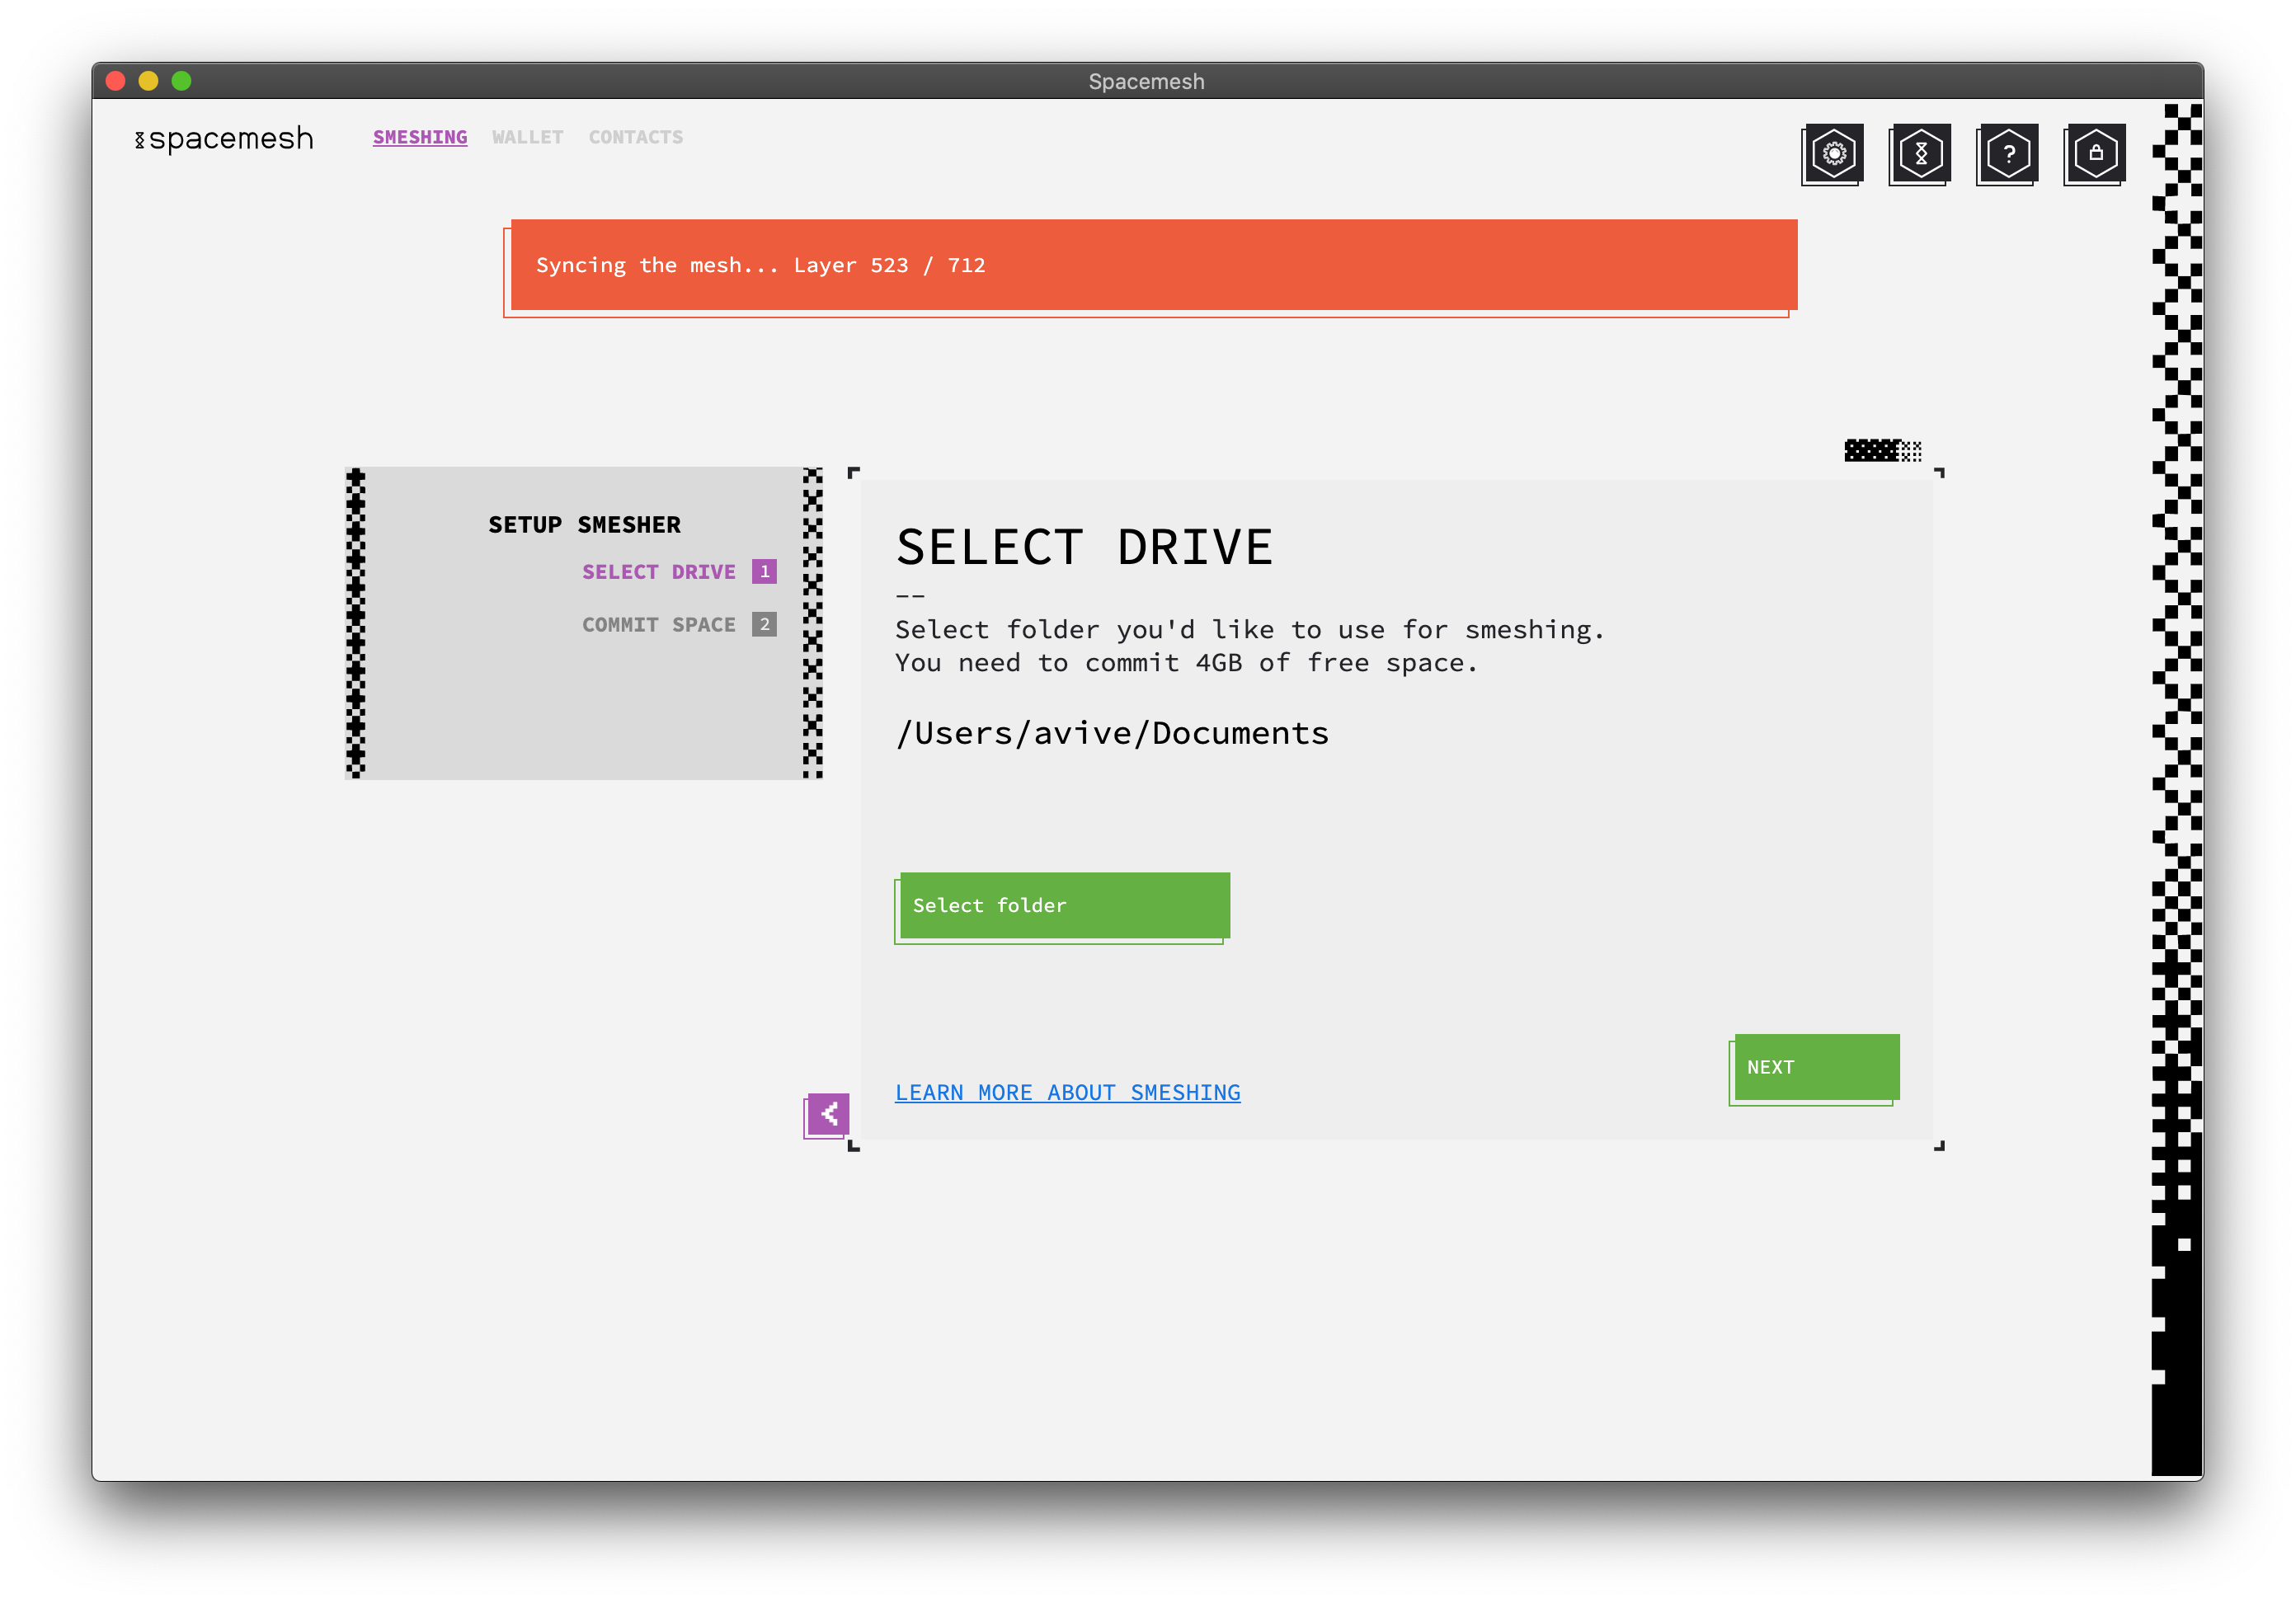 Spacemesh
spacemesh
SMESHING WALLET CONTACTS
?
Syncing the mesh... Layer 523 / 712
SETUP SMESHER
SELECT DRIVE 1
COMMIT SPACE 2
SELECT DRIVE
--
Select folder you'd like to use for smeshing.
You need to commit 4GB of free space.
/Users/avive/Documents
Select folder
LEARN MORE ABOUT SMESHING
NEXT